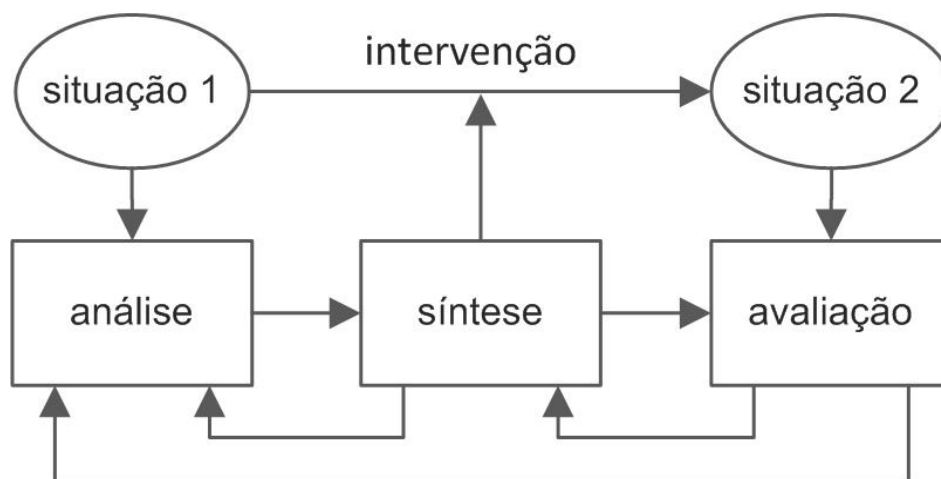 intervenção
situação 1
situação 2
análise
síntese
avaliação